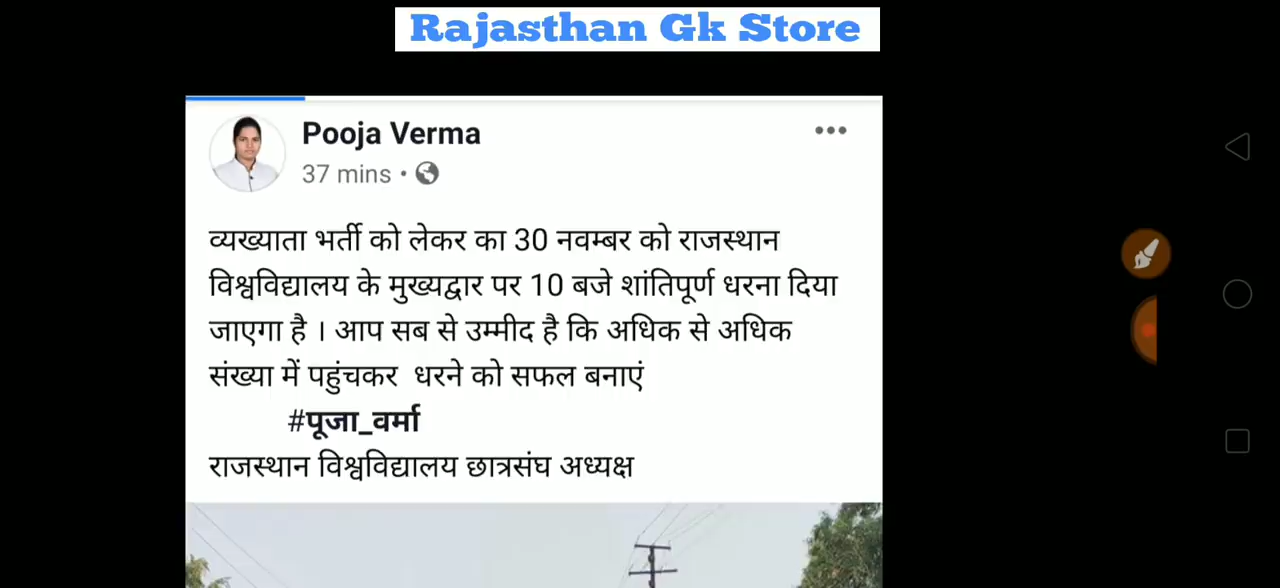 Rajasthan Gk Store
Pooja Verma
37 mins •
व्यख्याता भर्ती को लेकर का 30 नवम्बर को राजस्थान
विश्वविद्यालय के मुख्यद्वार पर 10 बजे शांतिपूर्ण धरना दिया
जाएगा है । आप सब से उम्मीद है कि अधिक से अधिक
संख्या में पहुंचकर धरने को सफल बनाएं
#पूजा_वर्मा
राजस्थान विश्वविद्यालय छात्रसंघ अध्यक्ष